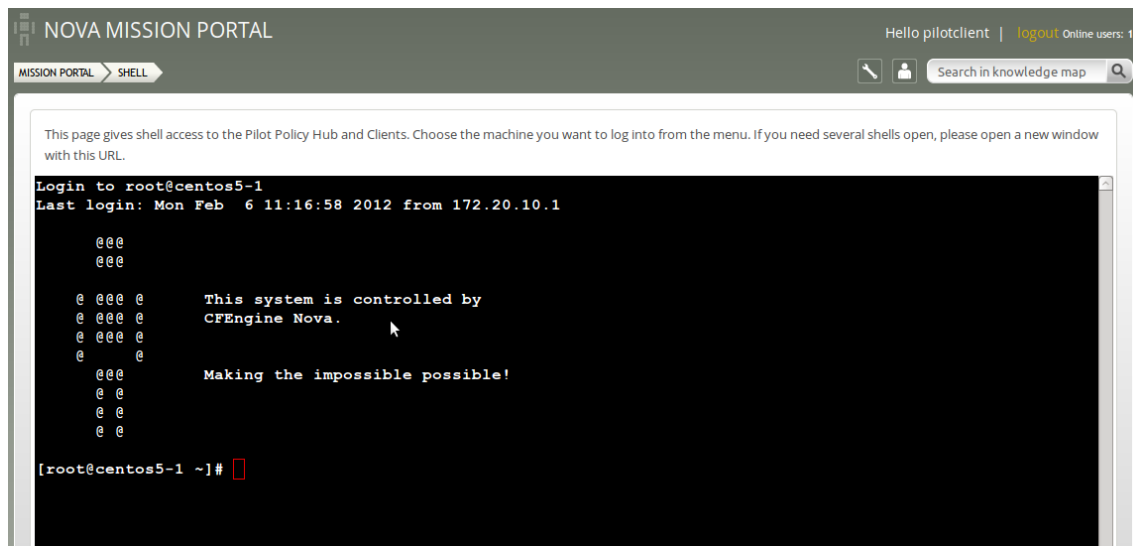 NOVA MISSION PORTAL
Hello pilotclient | logout Online users: 1
MISSION PORTAL SHELL
Search in knowledge map
This page gives shell access to the Pilot Policy Hub and Clients. Choose the machine you want to log into from the menu. If you need several shells open, please open a new window
with this URL.
Login to root@centos5-1
Last login: Mon Feb  6 11:16:58 2012 from 172.20.10.1
      @@@
      @@@
    @ @@@ @      This system is controlled by
    @ @@@ @      CFEngine Nova.
    @ @@@ @
    @     @
      @@@        Making the impossible possible!
      @ @
      @ @
      @ @
[root@centos5-1 ~]#